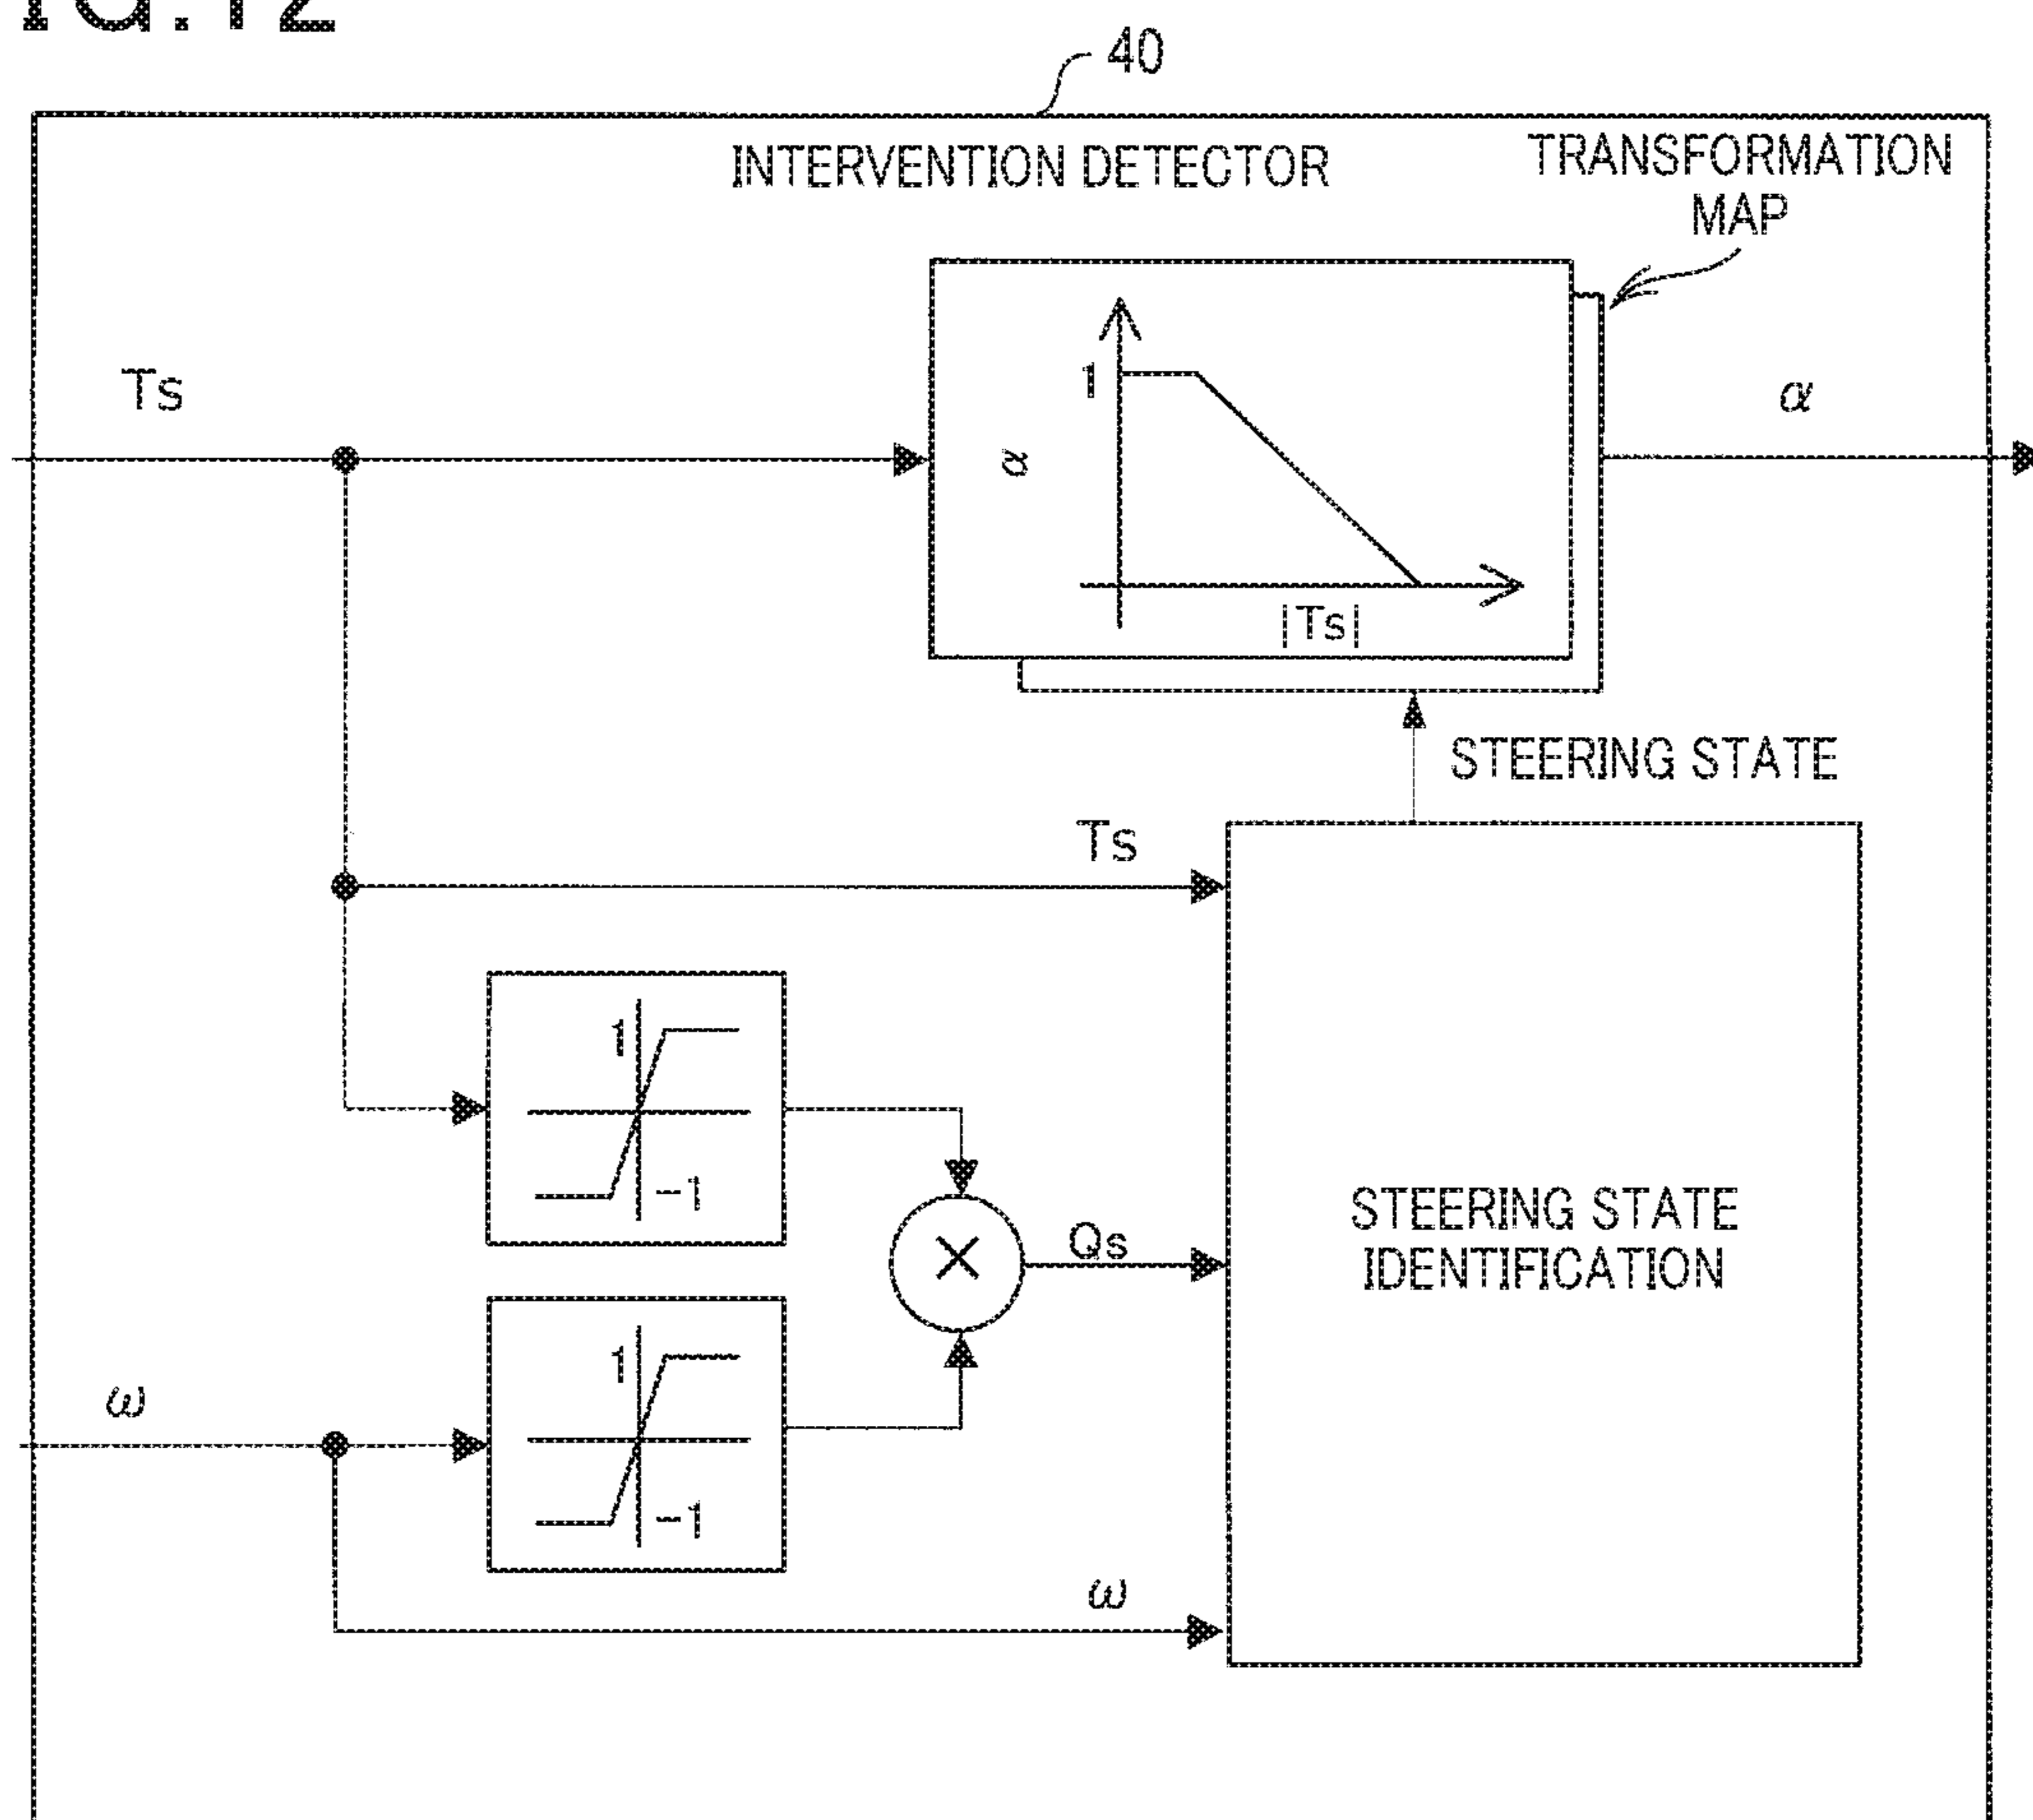 40
INTERVENTION DETECTOR
TRANSFORMATION
MAP
Ts
1
α
|Ts|
α
STEERING STATE
Ts
1
-1
Qs
STEERING STATE
IDENTIFICATION
1
-1
ω
ω